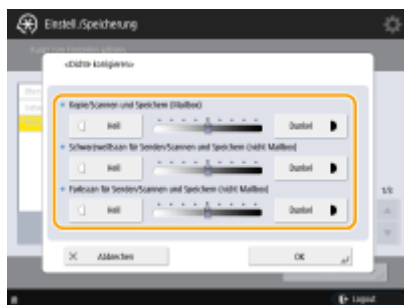 Einstell./Speicherung
<Dichte korrigieren>
Kopie/Scannen und Speichern (Mailbox)
Hell
Dunkel
Schwarzweißscan für Senden/Scannen und Speichern (nicht Mailbox)
Hell
Dunkel
Farbscan für Senden/Scannen und Speichern (nicht Mailbox)
Hell
Dunkel
1/3
Abbrechen
OK
Logout